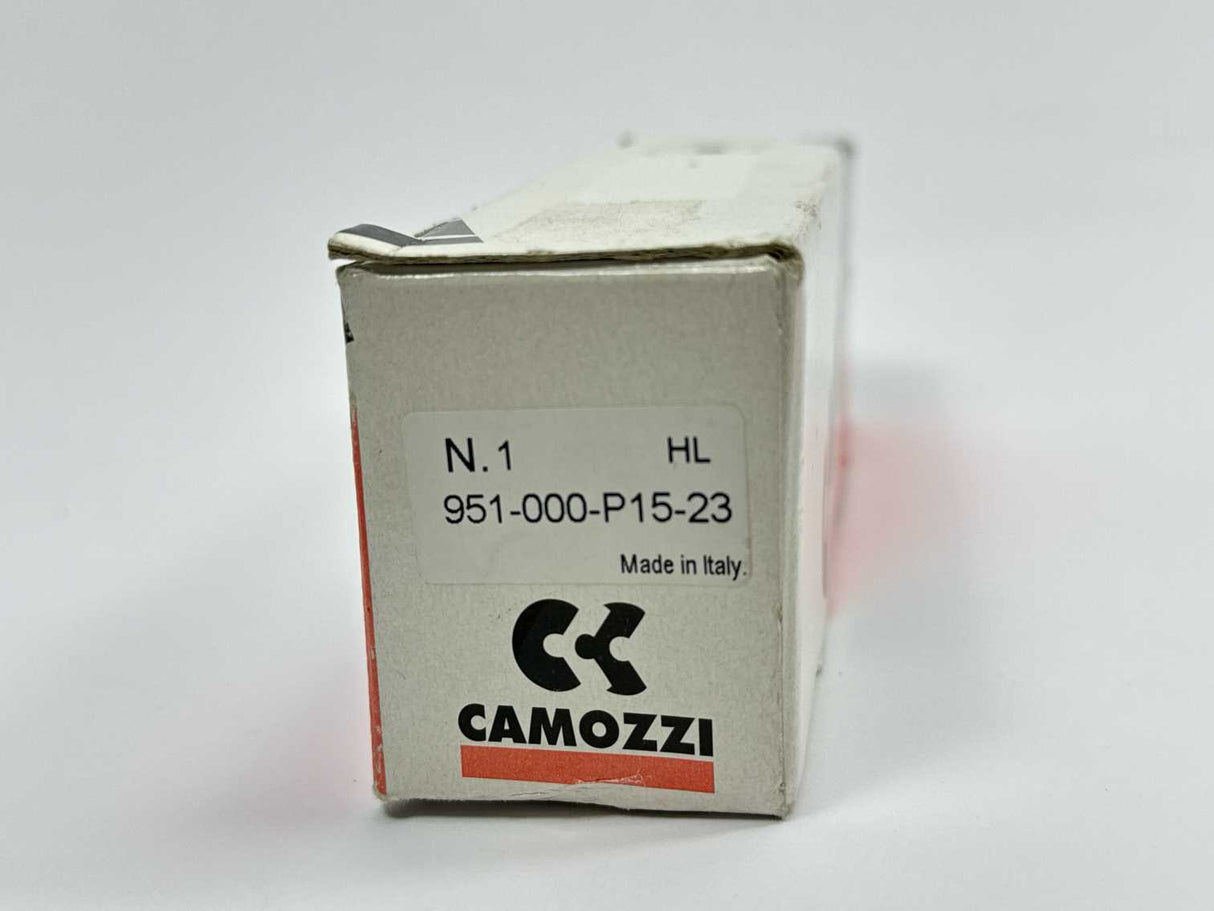 N.1 HL
951-000-P15-23
Made in Italy.
CAMOZZI